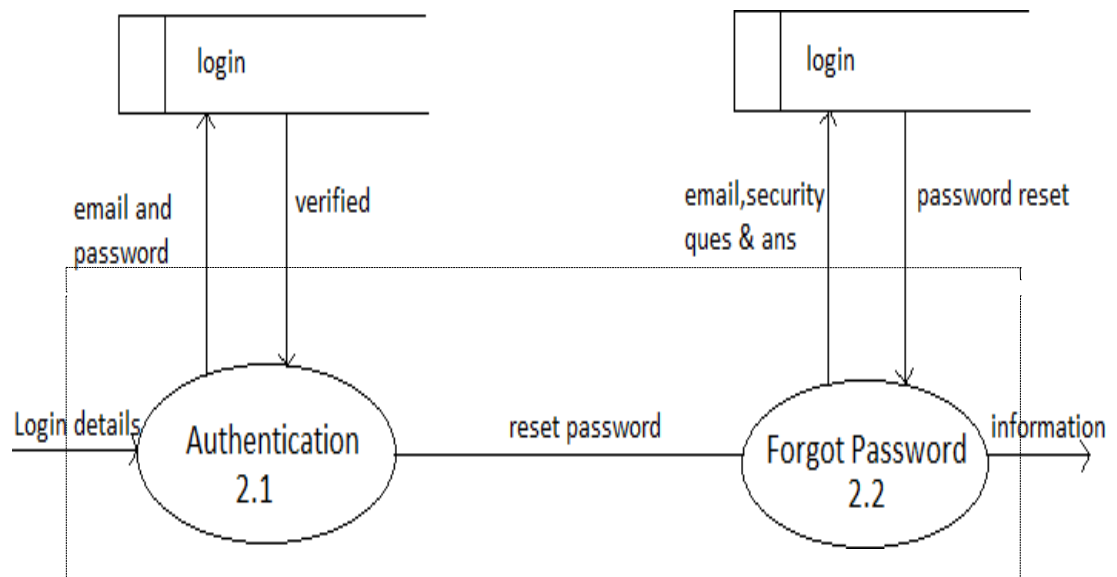 login
login
email and
password
verified
email,security
ques & ans
password reset
Login details
Authentication
2.1
reset password
Forgot Password
2.2
information